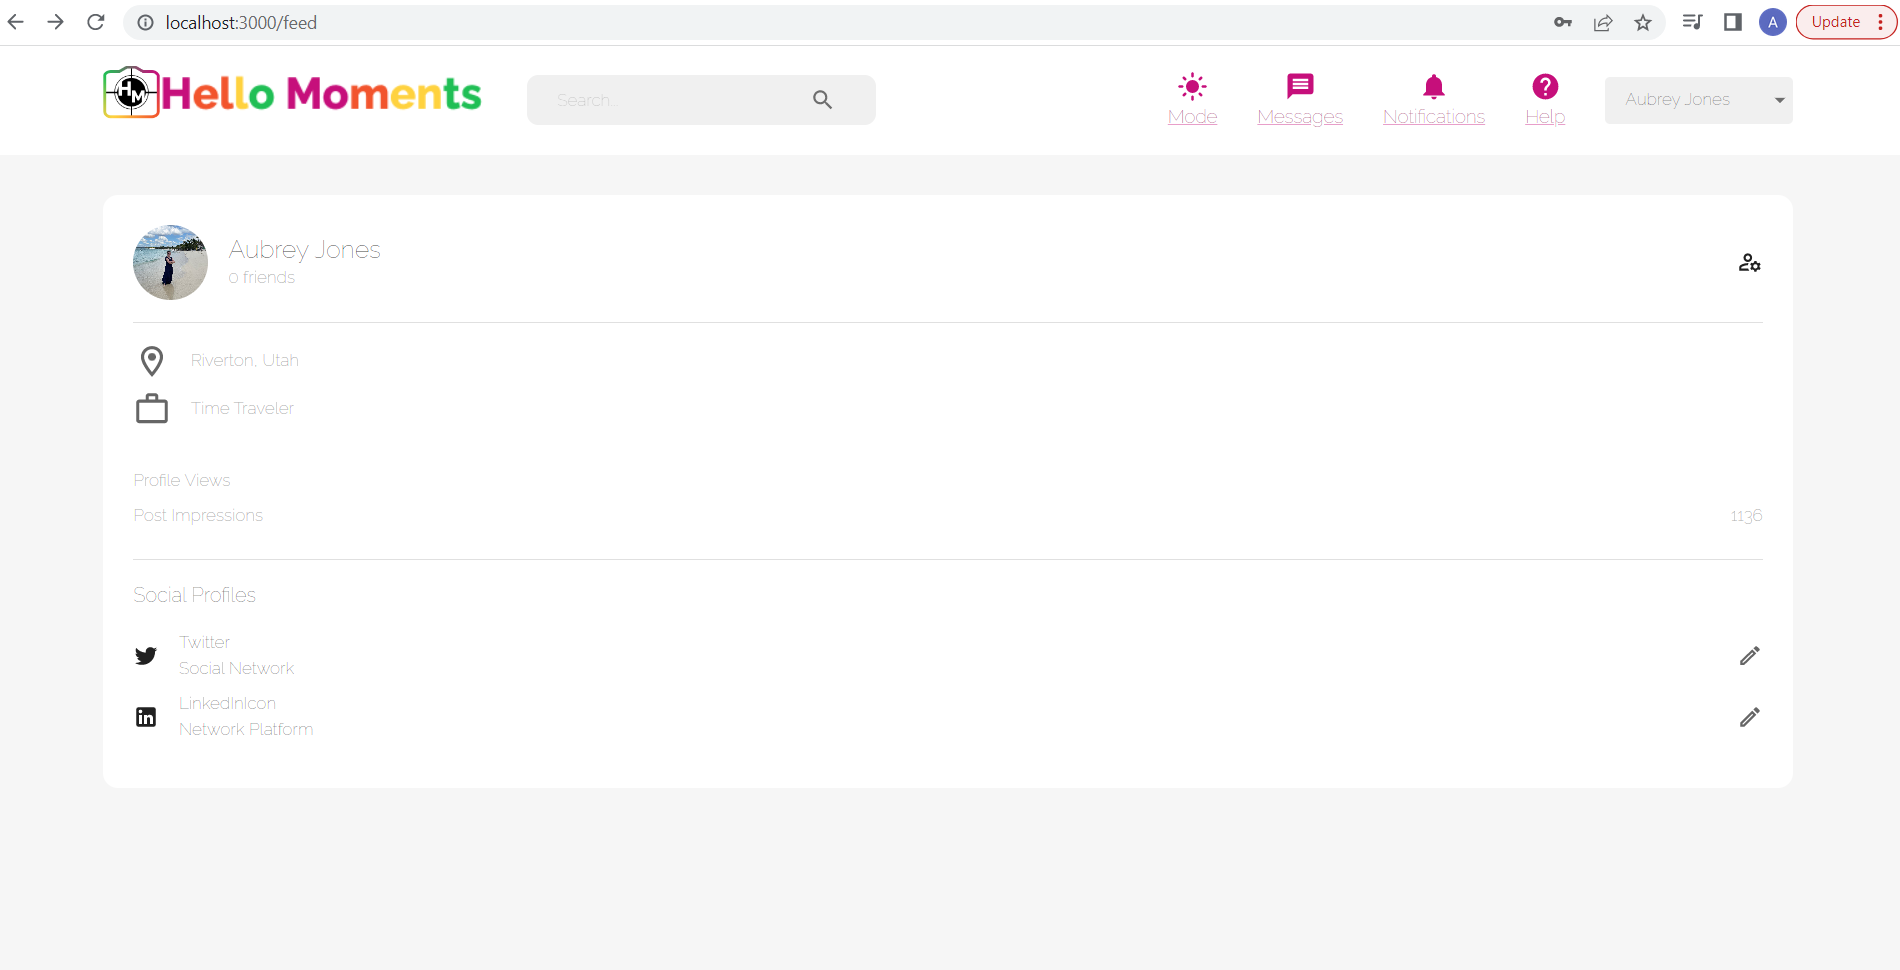 localhost:3000/feed
A
Update
HM
Hello Moments
Search...
Mode
Messages
Notifications
Help
Aubrey Jones
Aubrey Jones
0 friends
Riverton, Utah
Time Traveler
Profile Views
Post Impressions
1136
Social Profiles
Twitter
Social Network
in
LinkedInIcon
Network Platform